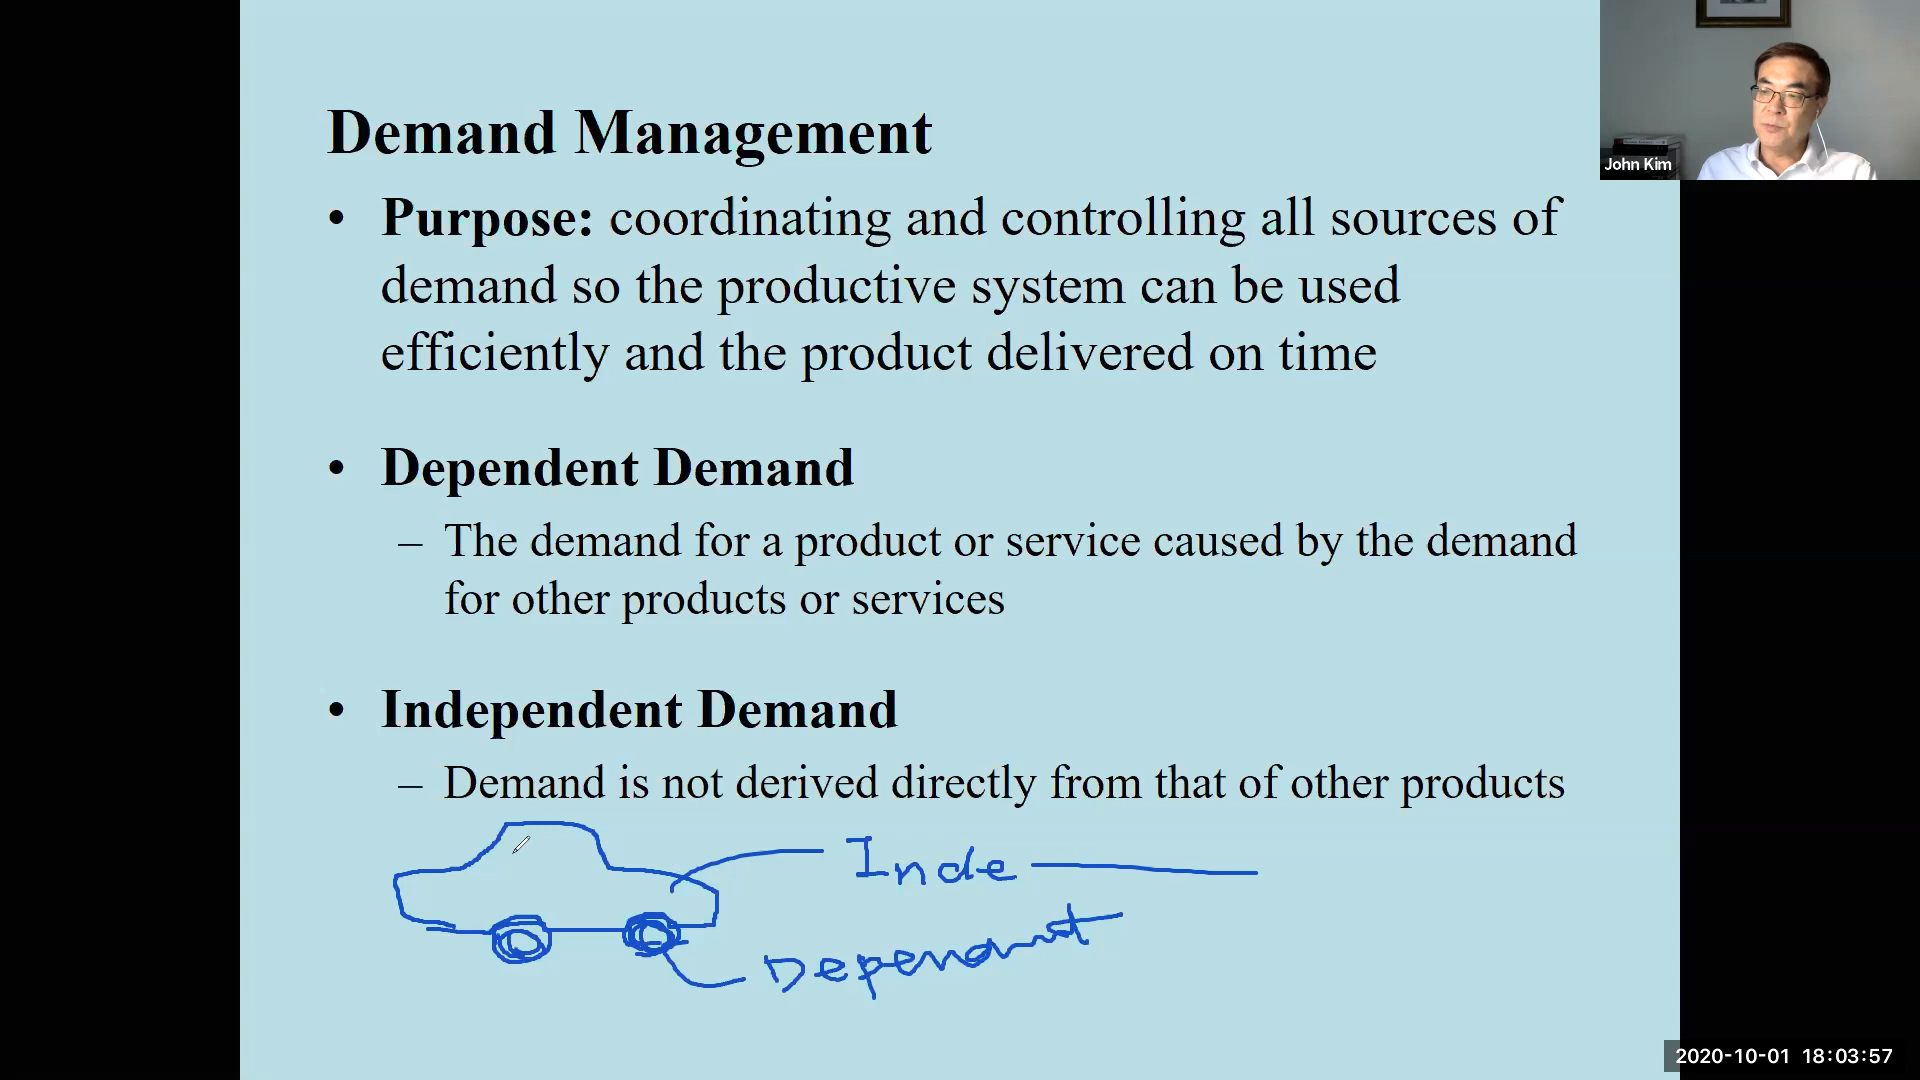 Demand Management
• Purpose: coordinating and controlling all sources of
demand so the productive system can be used
efficiently and the product delivered on time
• Dependent Demand
– The demand for a product or service caused by the demand
for other products or services
• Independent Demand
– Demand is not derived directly from that of other products
Inde
Dependant
John Kim
2020-10-01 18:03:57